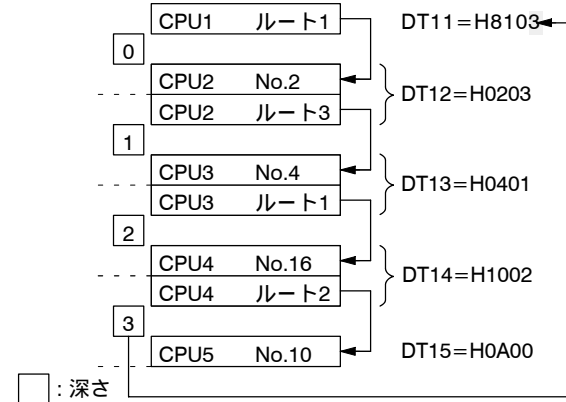 CPU1 ルート1 DT11=H8103
0
CPU2 No.2
DT12=H0203
CPU2 ルート3
1
CPU3 No.4
DT13=H0401
CPU3 ルート1
2
CPU4 No.16
DT14=H1002
CPU4 ルート2
3
CPU5 No.10 DT15=H0A00
:深さ